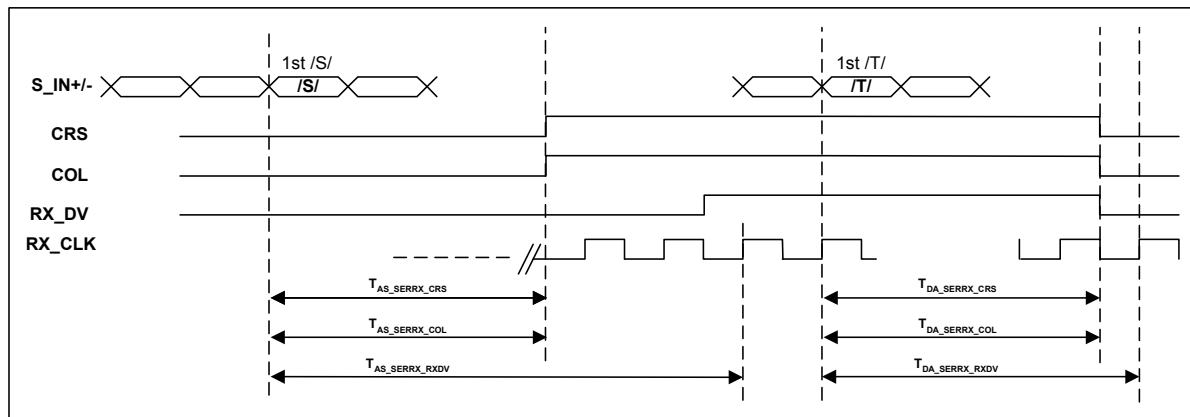 1st /S/
1st /T/
S_IN+/-
/S/
/T/
CRS
COL
RX_DV
RX_CLK
TAS_SERRX_CRS
TDA_SERRX_CRS
TAS_SERRX_COL
TDA_SERRX_COL
TAS_SERRX_RXDV
TDA_SERRX_RXDV